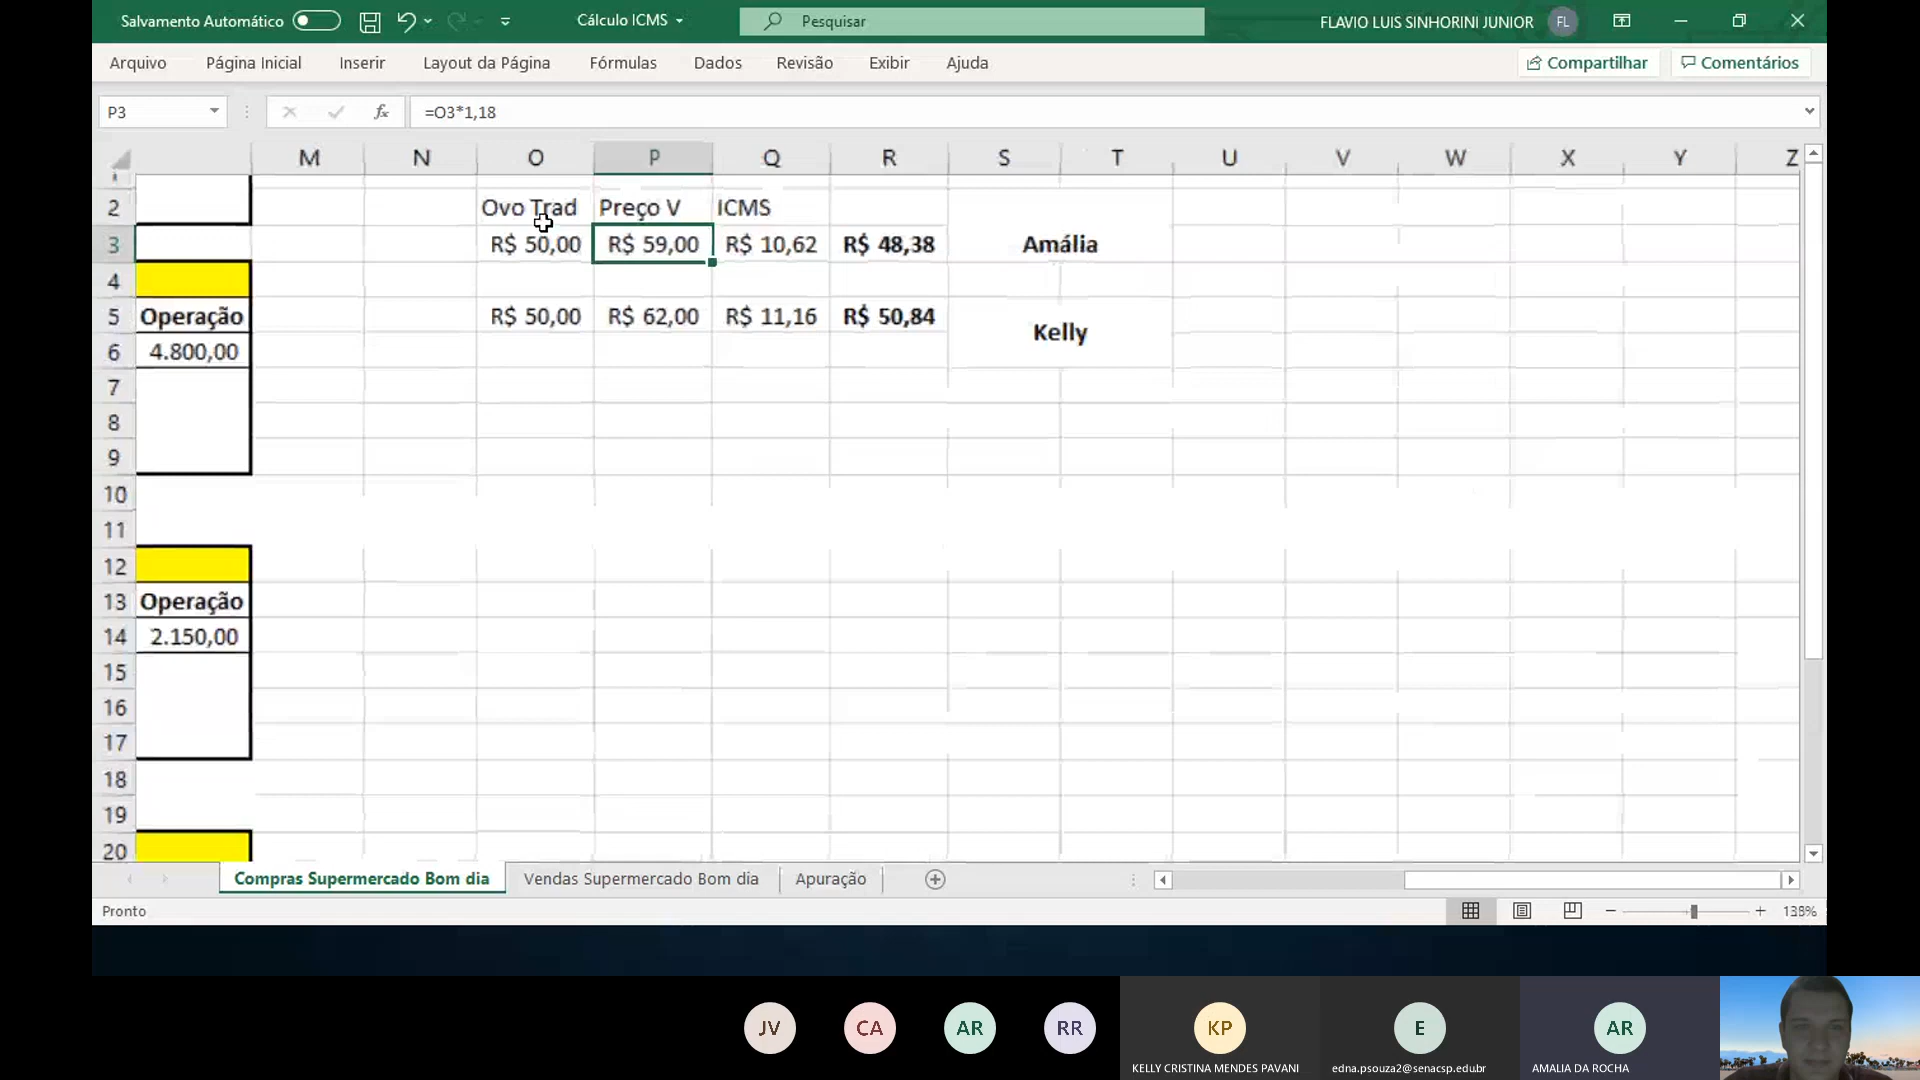 Salvamento Automático
Cálculo ICMS
Pesquisar
FLAVIO LUIS SINHORINI JUNIOR
FL
Arquivo
Página Inicial
Inserir
Layout da Página
Fórmulas
Dados
Revisão
Exibir
Ajuda
Compartilhar
Comentários
P3
fx
=O3*1,18
M N O P Q R S T U V W X Y Z
2 Ovo Trad Preço V ICMS
3 R$ 50,00 R$ 59,00 R$ 10,62 R$ 48,38 Amália
4
5 Operação R$ 50,00 R$ 62,00 R$ 11,16 R$ 50,84
Kelly
6 4.800,00
7
8
9
10
11
12
13 Operação
14 2.150,00
15
16
17
18
19
20
Compras Supermercado Bom dia
Vendas Supermercado Bom dia
Apuração
Pronto
138%
JV
CA
AR
RR
KP
E
AR
KELLY CRISTINA MENDES PAVANI
edna.psouza2@senacsp.edu.br
AMALIA DA ROCHA